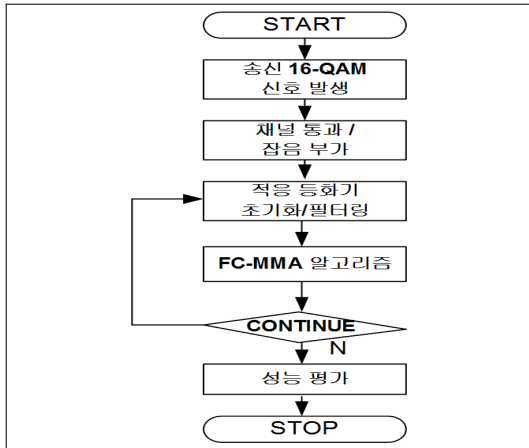 START
송신 16-QAM
신호 발생
채널 통과 /
잡음 부가
적응 등화기
초기화/필터링
FC-MMA 알고리즘
CONTINUE
N
성능 평가
STOP